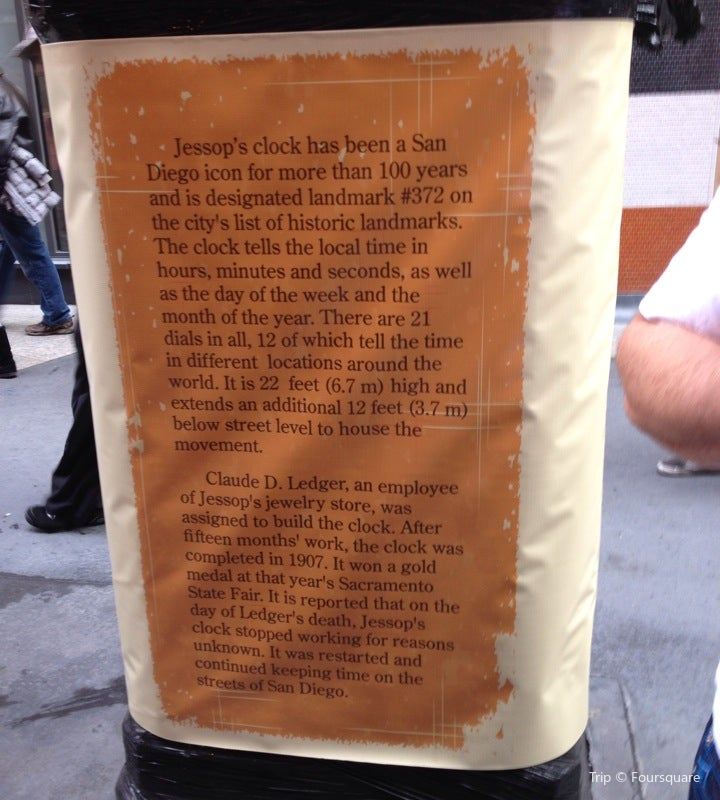 Jessop's clock has been a San
Diego icon for more than 100 years
and is designated landmark #372 on
the city's list of historic landmarks.
The clock tells the local time in
hours, minutes and seconds, as well
as the day of the week and the
month of the year. There are 21
dials in all, 12 of which tell the time
in different locations around the
world. It is 22 feet (6.7 m) high and
extends an additional 12 feet (3.7 m)
below street level to house the
movement.
Claude D. Ledger, an employee
of Jessop's jewelry store, was
assigned to build the clock. After
fifteen months' work, the clock was
completed in 1907. It won a gold
medal at that year's Sacramento
State Fair. It is reported that on the
day of Ledger's death, Jessop's
clock stopped working for reasons
unknown. It was restarted and
continued keeping time on the
streets of San Diego.
Trip © Foursquare